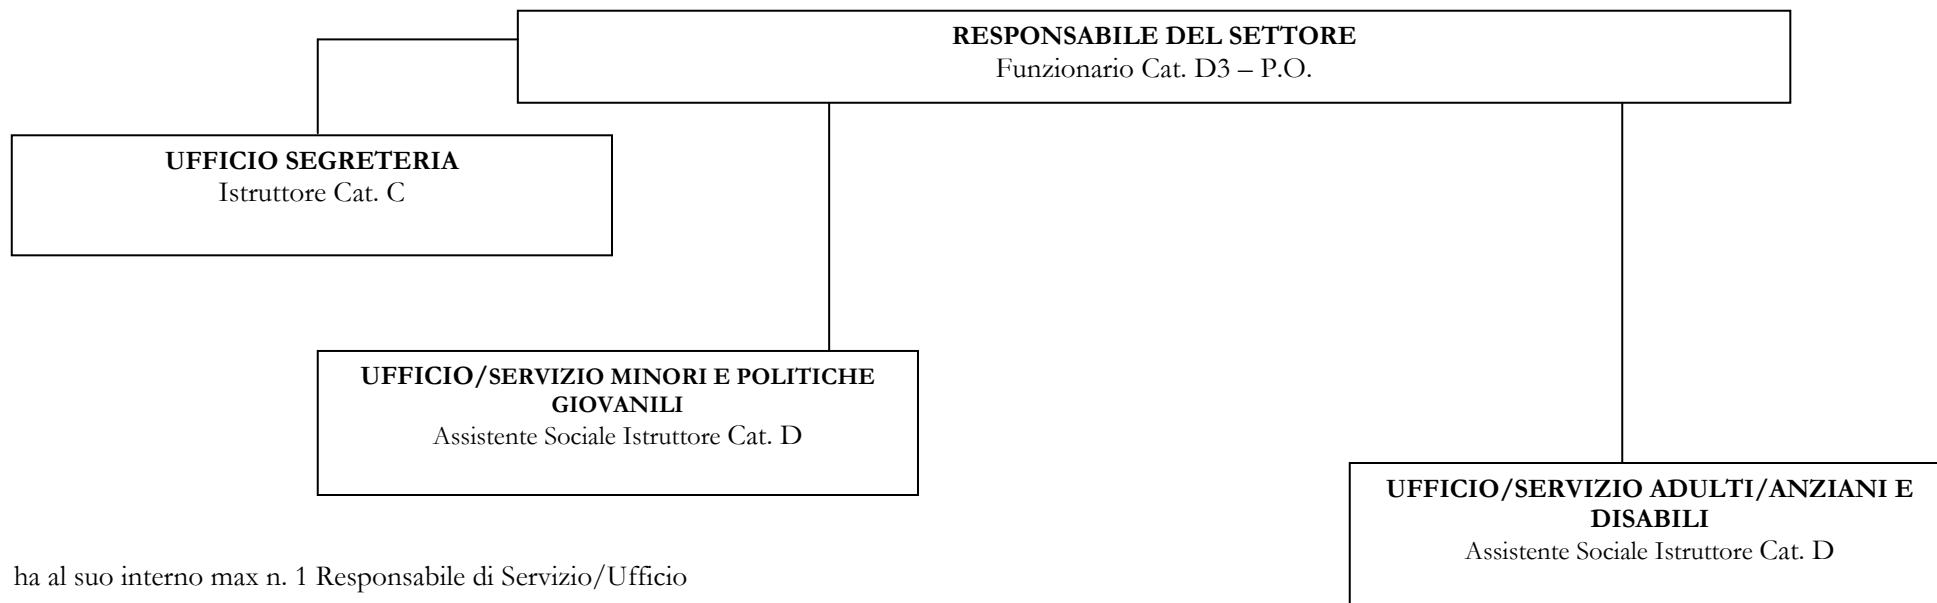 RESPONSABILE DEL SETTORE
Funzionario Cat. D3 – P.O.
UFFICIO SEGRETERIA
Istruttore Cat. C
UFFICIO/SERVIZIO MINORI E POLITICHE
GIOVANILI
Assistente Sociale Istruttore Cat. D
UFFICIO/SERVIZIO ADULTI/ANZIANI E
DISABILI
Assistente Sociale Istruttore Cat. D
ha al suo interno max n. 1 Responsabile di Servizio/Ufficio